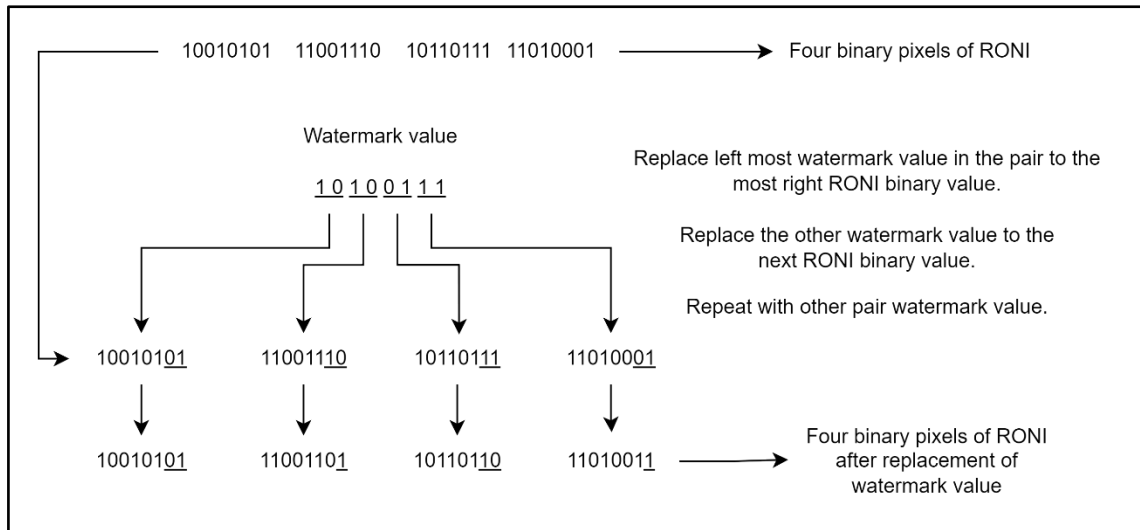 10010101 11001110 10110111 11010001 Four binary pixels of RONI
Watermark value
1 0 1 0 0 1 1 1
Replace left most watermark value in the pair to the
most right RONI binary value.
Replace the other watermark value to the
next RONI binary value.
Repeat with other pair watermark value.
10010101 11001110 10110111 11010001
10010101 11001101 10110110 11010011
Four binary pixels of RONI
after replacement of
watermark value